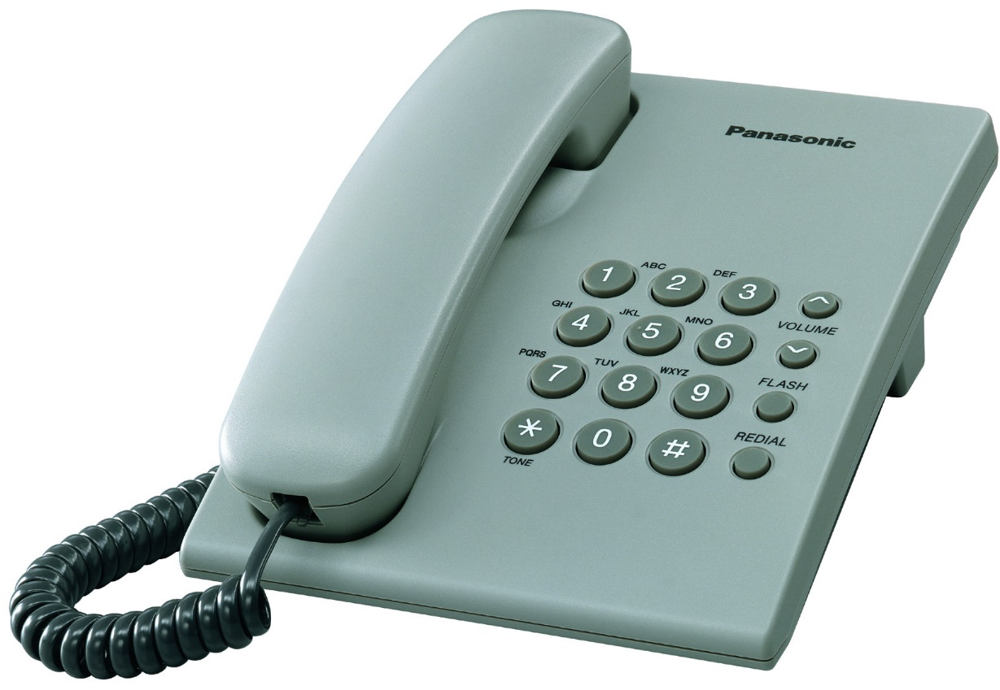 Panasonic
ABC DEF
1 2 3
GHI JKL MNO VOLUME
4 5 6
PQRS TUV WXYZ FLASH
7 8 9
REDIAL
* 0 #
TONE